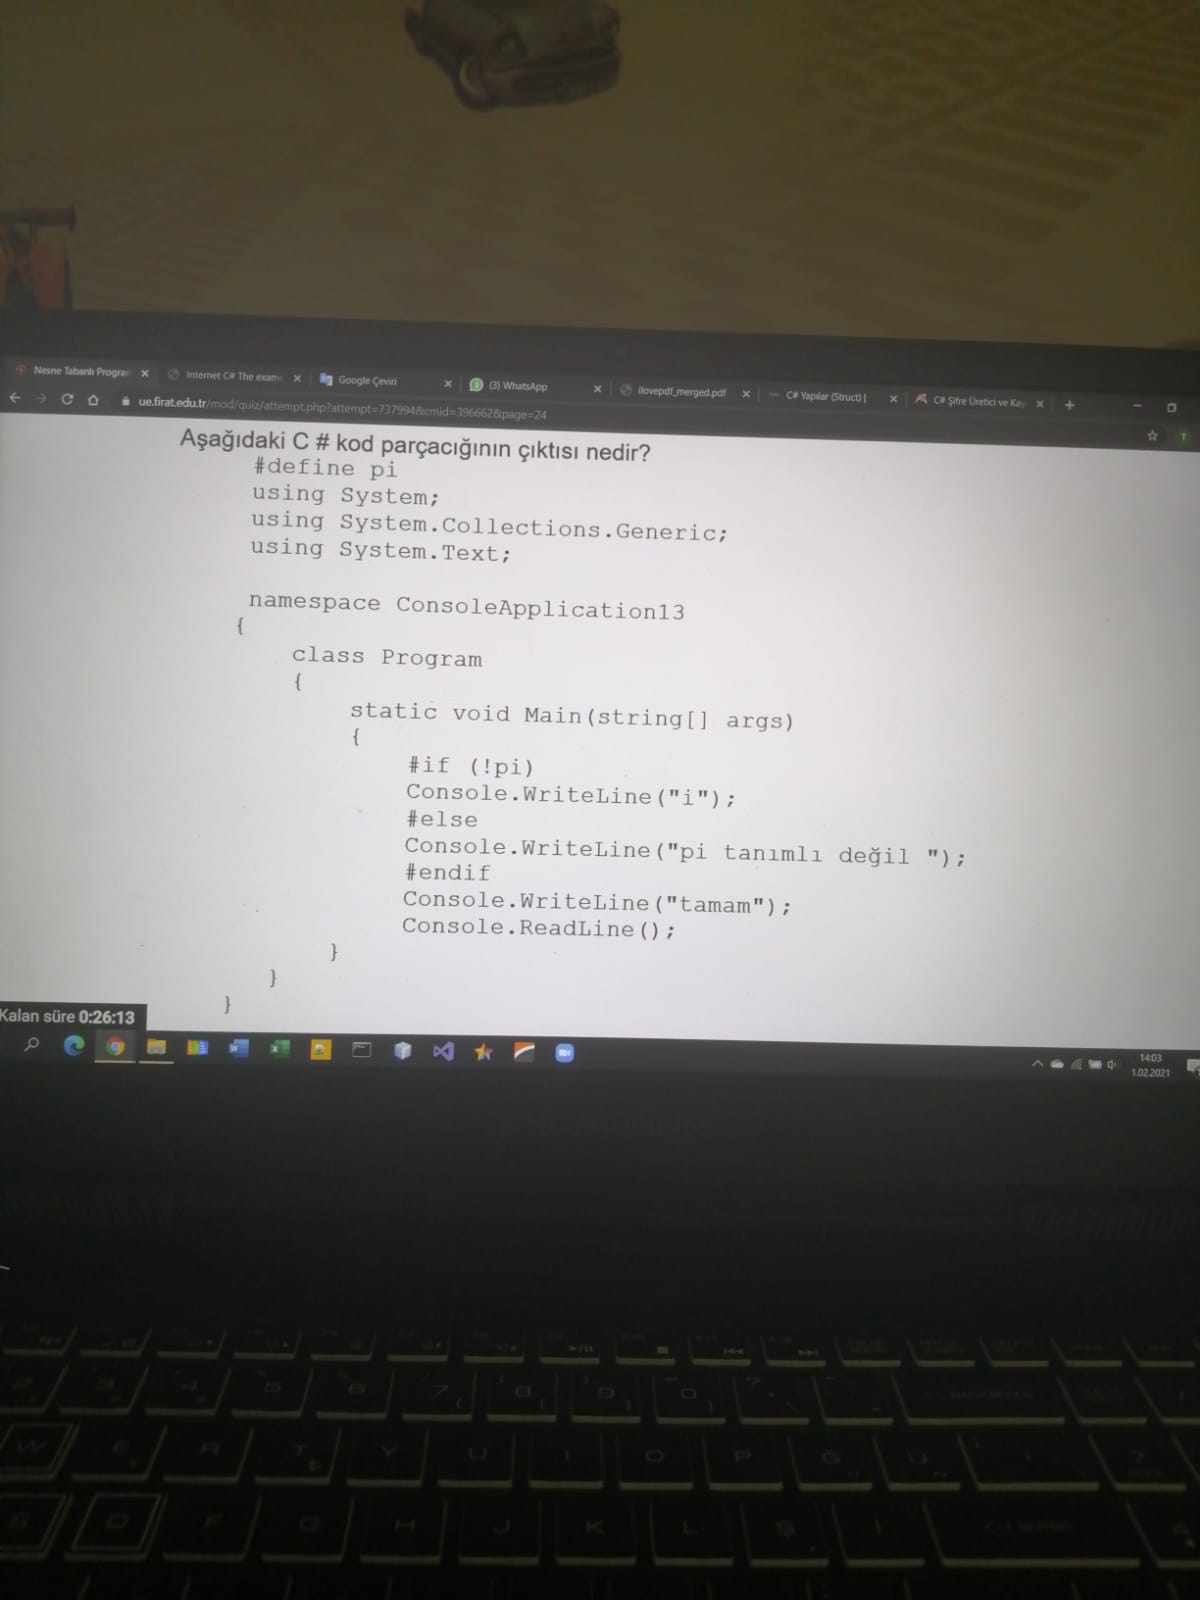 Nesne Tabanlı Program
Internet C# The exam
Google Çeviri
(3) WhatsApp
ilovepdf_merged.pdf
C# Yapılar (Struct) |
C# Şifre Üretici ve Kay
ue.firat.edu.tr/mod/quiz/attempt.php?attempt=737994&cmid=396662&page=24
Aşağıdaki C # kod parçacığının çıktısı nedir?
#define pi
using System;
using System.Collections.Generic;
using System.Text;
namespace ConsoleApplication13
{
class Program
{
static void Main(string[] args)
{
#if (!pi)
Console.WriteLine("i");
#else
Console.WriteLine("pi tanımlı değil ");
#endif
Console.WriteLine("tamam");
Console.ReadLine();
}
}
}
Kalan süre 0:26:13
14:03
1.02.2021